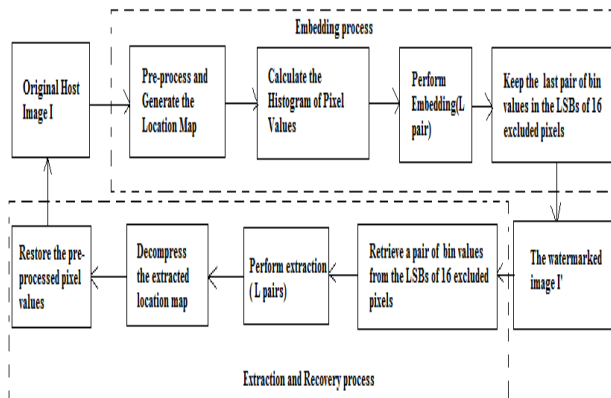 Embedding process
Original Host
Image I
Pre-process and
Generate the
Location Map
Calculate the
Histogram of Pixel
Values
Perform
Embedding(L
pair)
Keep the last pair of bin
values in the LSBs of 16
excluded pixels
Restore the pre-
processed pixel
values
Decompress
the extracted
location map
Perform extraction
( L pairs)
Retrieve a pair of bin values
from the LSBs of 16 excluded
pixels
The watermarked
image I'
Extraction and Recovery process